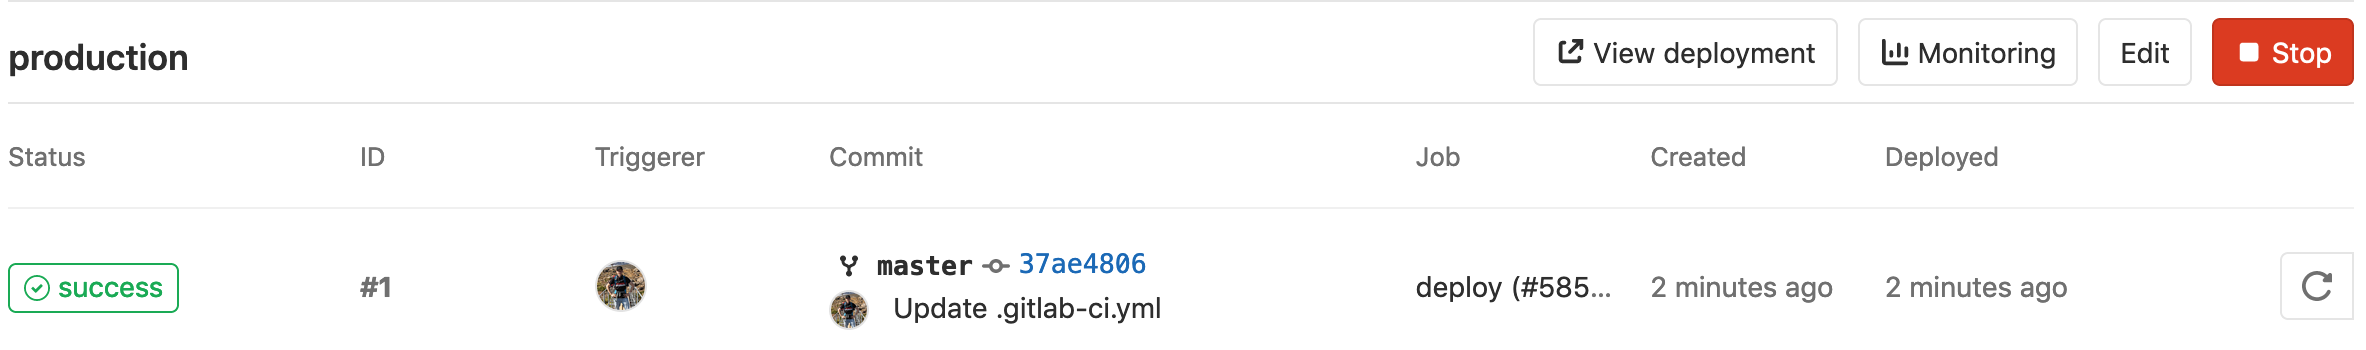 production
View deployment
Monitoring
Edit
Stop
Status ID Triggerer Commit Job Created Deployed
success #1 master 37ae4806 deploy (#585... 2 minutes ago 2 minutes ago
Update .gitlab-ci.yml